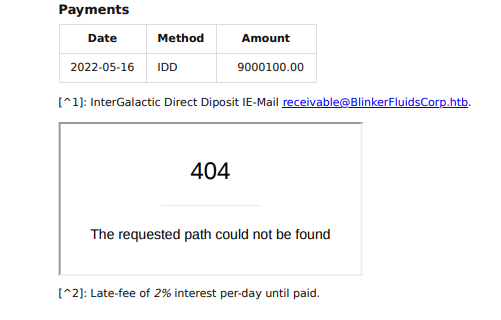 Payments
Date Method Amount
2022-05-16 IDD 9000100.00
[^1]: InterGalactic Direct Diposit IE-Mail receivable@BlinkerFluidsCorp.htb.
404
The requested path could not be found
[^2]: Late-fee of 2% interest per-day until paid.